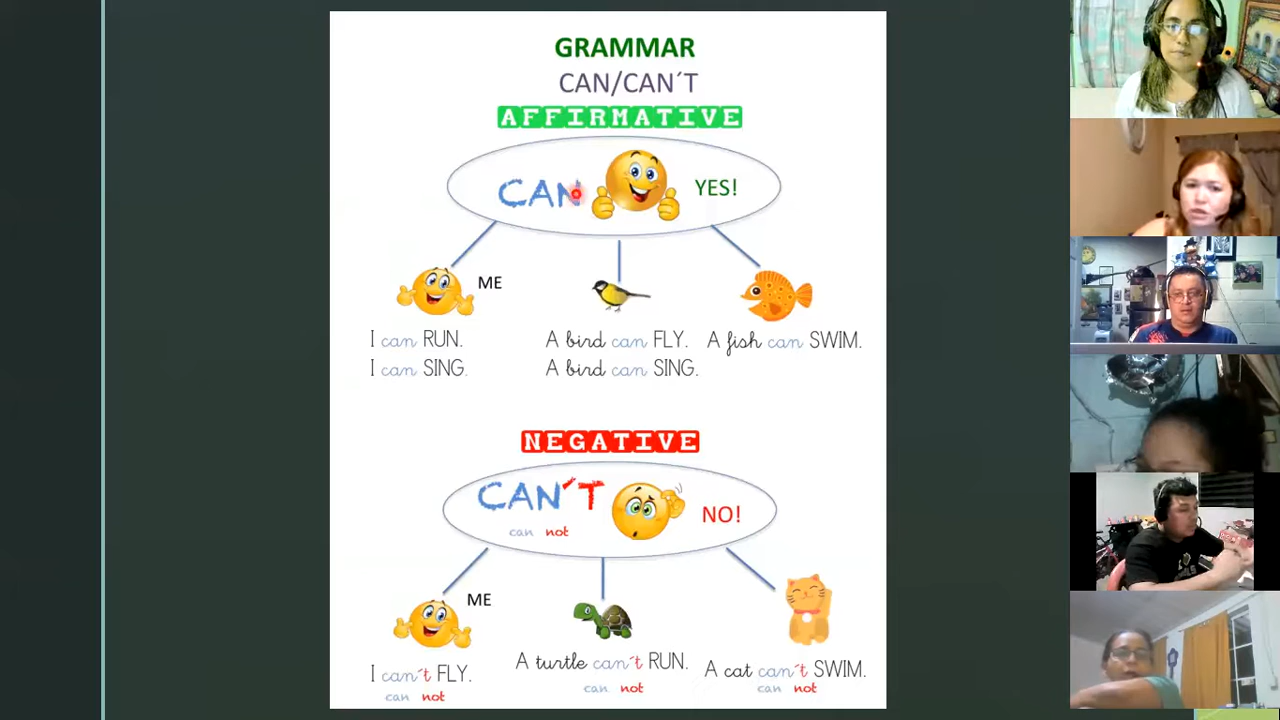 GRAMMAR
CAN/CAN´T
AFFIRMATIVE
CAN YES!
ME
I can RUN. A bird can FLY. A fish can SWIM.
I can SING. A bird can SING.
NEGATIVE
CAN´T NO!
can not
ME
I can´t FLY. A turtle can´t RUN. A cat can´t SWIM.
can not can not can not